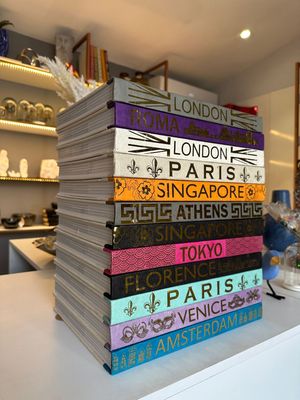 LONDON
ROMA
LONDON
PARIS
SINGAPORE
ATHENS
SINGAPORE
TOKYO
FLORENCE
PARIS
VENICE
AMSTERDAM